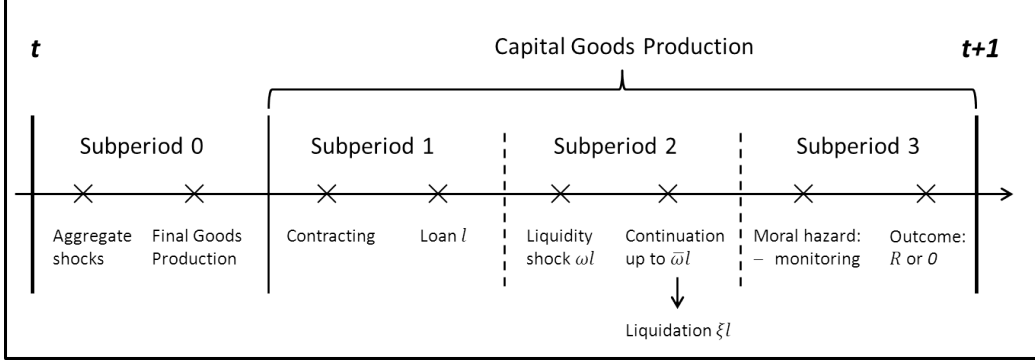 t
Capital Goods Production
t+1
Subperiod 0
Subperiod 1
Subperiod 2
Subperiod 3
Aggregate
shocks
Final Goods
Production
Contracting
Loan l
Liquidity
shock ωl
Continuation
up to ω̅l
Moral hazard:
– monitoring
Outcome:
R or 0
Liquidation ξl